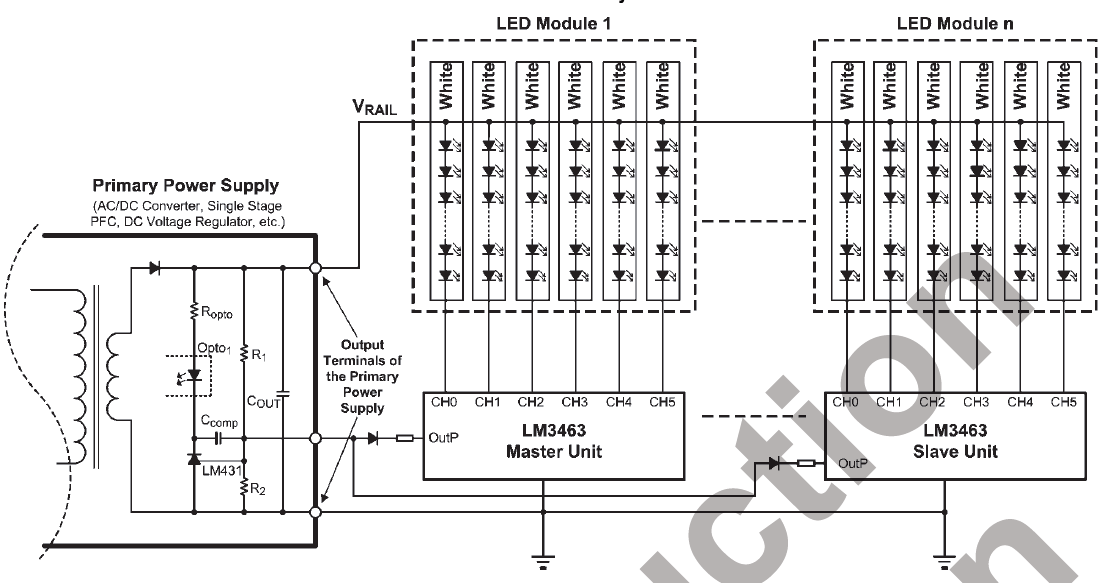 LED Module 1
LED Module n
White
White
White
White
White
White
White
White
White
White
White
White
VRAIL
Primary Power Supply
(AC/DC Converter, Single Stage
PFC, DC Voltage Regulator, etc.)
Ropto
Opto1
R1
COUT
Ccomp
LM431
R2
Output
Terminals of
the Primary
Power
Supply
CH0 CH1 CH2 CH3 CH4 CH5
OutP
LM3463
Master Unit
CH0 CH1 CH2 CH3 CH4 CH5
OutP
LM3463
Slave Unit